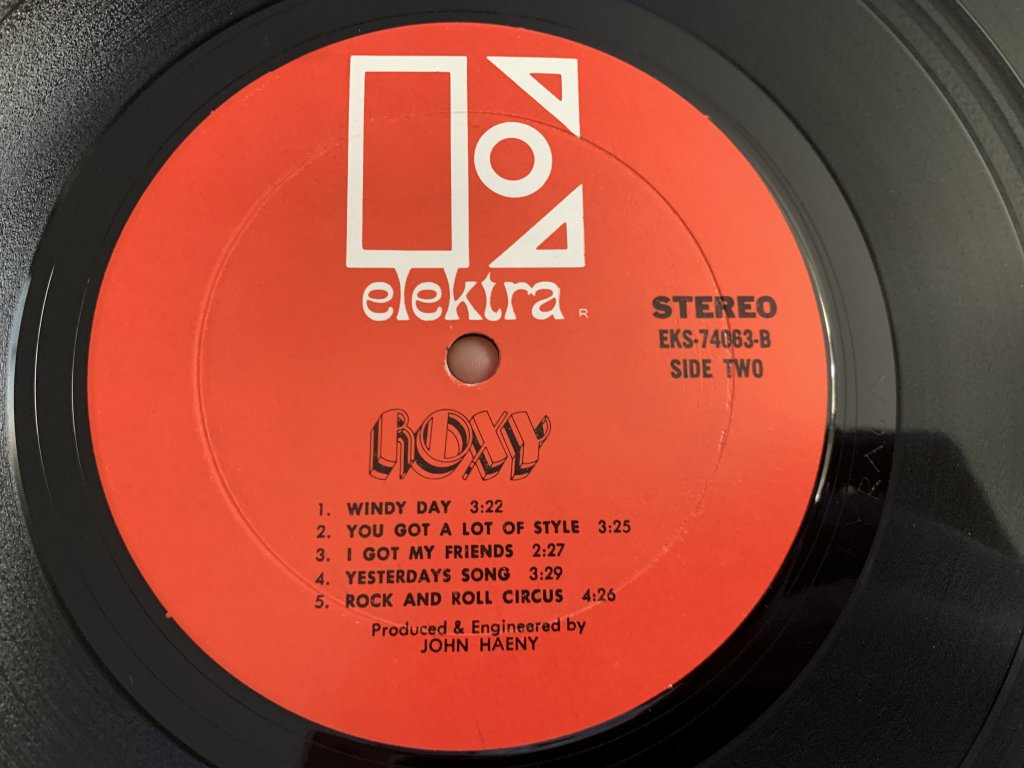 elektra ®
STEREO
EKS-74063-B
SIDE TWO
ROXY
1. WINDY DAY 3:22
2. YOU GOT A LOT OF STYLE 3:25
3. I GOT MY FRIENDS 2:27
4. YESTERDAYS SONG 3:29
5. ROCK AND ROLL CIRCUS 4:26
Produced & Engineered by
JOHN HAENY